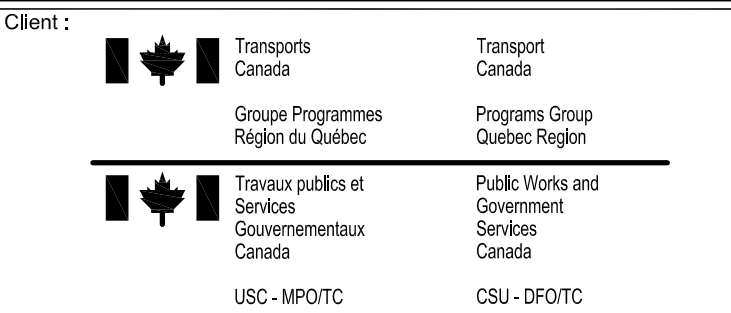 Client :
Transports
Canada
Groupe Programmes
Région du Québec
Transport
Canada
Programs Group
Quebec Region
Travaux publics et
Services
Gouvernementaux
Canada
USC - MPO/TC
Public Works and
Government
Services
Canada
CSU - DFO/TC